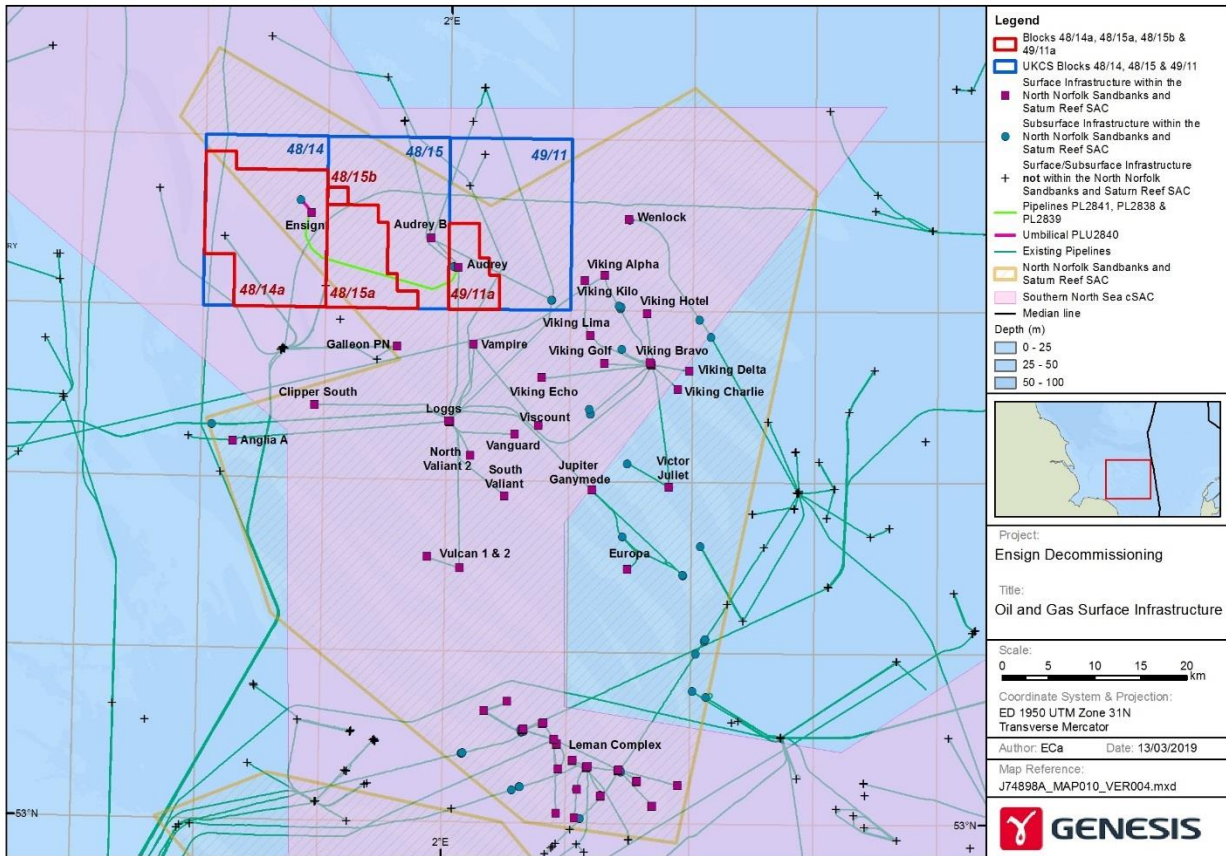 2°E
48/14
48/15
49/11
48/15b
Ensign
Audrey B
Wenlock
Audrey
Viking Alpha
Viking Kilo
Viking Hotel
48/14a
48/15a
49/11a
Viking Lima
Galleon PN
Vampire
Viking Golf
Viking Bravo
Viking Delta
Viking Echo
Viking Charlie
Clipper South
Loggs
Viscount
Anglia A
Vanguard
North
Valiant 2
South
Valiant
Jupiter
Ganymede
Victor
Juliet
Vulcan 1 & 2
Europa
Leman Complex
53°N
2°E
53°N
Legend
Blocks 48/14a, 48/15a, 48/15b &
49/11a
UKCS Blocks 48/14, 48/15 & 49/11
Surface Infrastructure within the
North Norfolk Sandbanks and
Saturn Reef SAC
Subsurface Infrastructure within the
North Norfolk Sandbanks and
Saturn Reef SAC
Surface/Subsurface Infrastructure
not within the North Norfolk
Sandbanks and Saturn Reef SAC
Pipelines PL2841, PL2838 &
PL2839
Umbilical PLU2840
Existing Pipelines
North Norfolk Sandbanks and
Saturn Reef SAC
Southern North Sea cSAC
Median line
Depth (m)
0 - 25
25 - 50
50 - 100
Project:
Ensign Decommissioning
Title:
Oil and Gas Surface Infrastructure
Scale:
0 5 10 15 20
km
Coordinate System & Projection:
ED 1950 UTM Zone 31N
Transverse Mercator
Author: ECa Date: 13/03/2019
Map Reference:
J74898A_MAP010_VER004.mxd
GENESIS